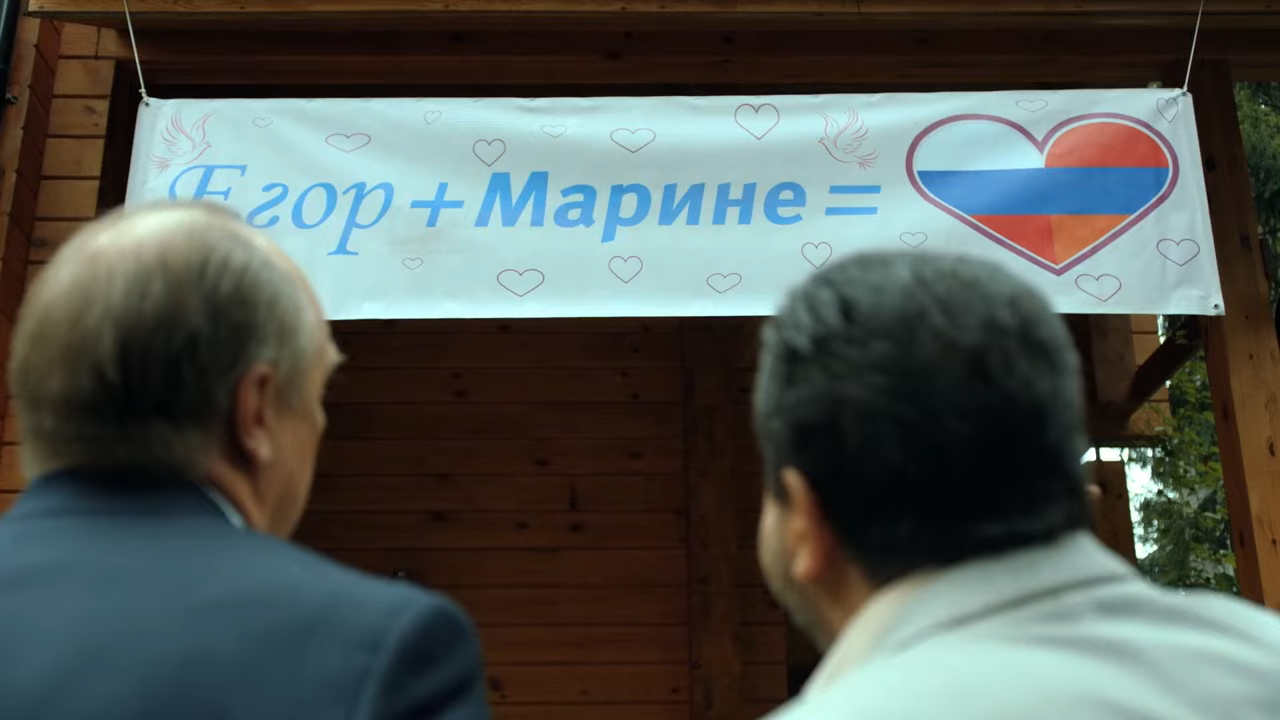 Егор + Марине =